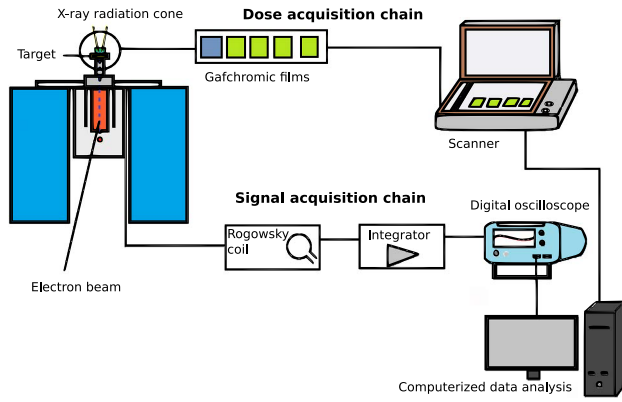 X-ray radiation cone
Dose acquisition chain
Target
Gafchromic films
Scanner
Signal acquisition chain
Digital oscilloscope
Rogowsky
coil
Integrator
Electron beam
Computerized data analysis